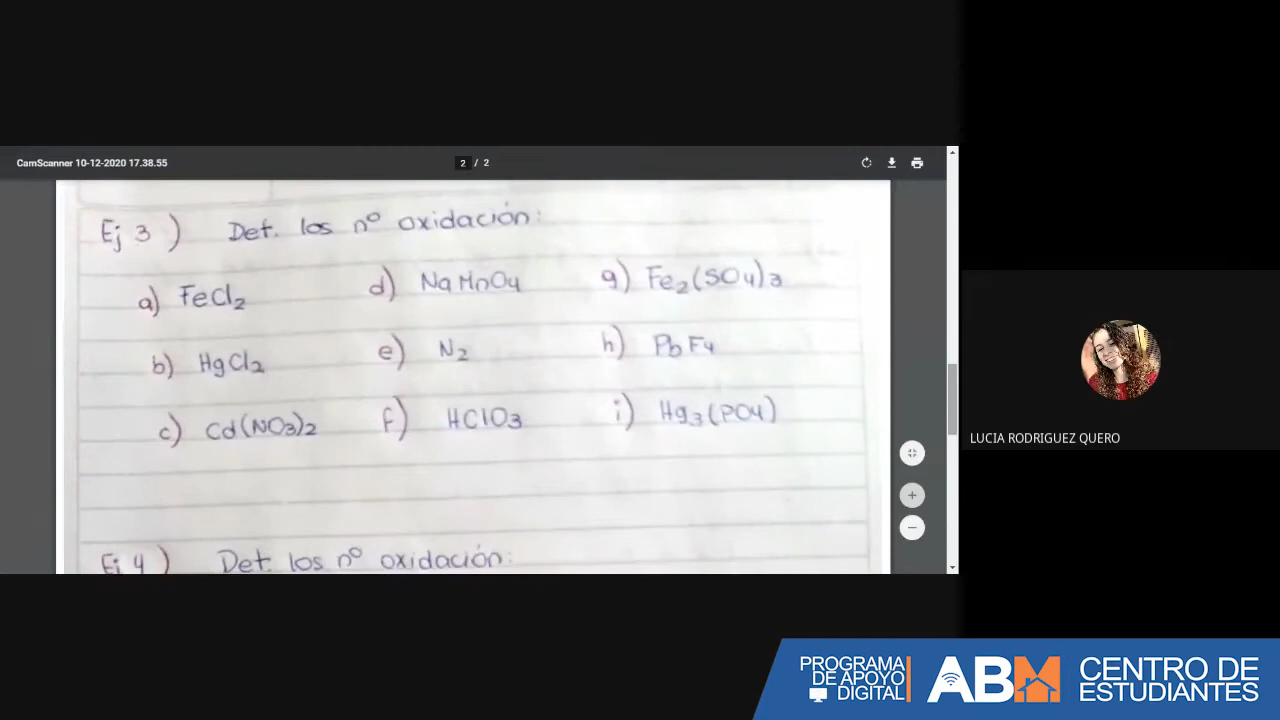 CamScanner 10-12-2020 17.38.55
2 / 2
Ej 3 ) Det. los nº oxidación:
a) FeCl2
d) NaMnO4
g) Fe2(SO4)3
b) HgCl2
e) N2
h) PbF4
c) Cd(NO3)2
f) HClO3
i) Hg3(PO4)
Ej 4 ) Det. los nº oxidación:
LUCIA RODRIGUEZ QUERO
PROGRAMA
DE APOYO
DIGITAL
ABM
CENTRO DE
ESTUDIANTES